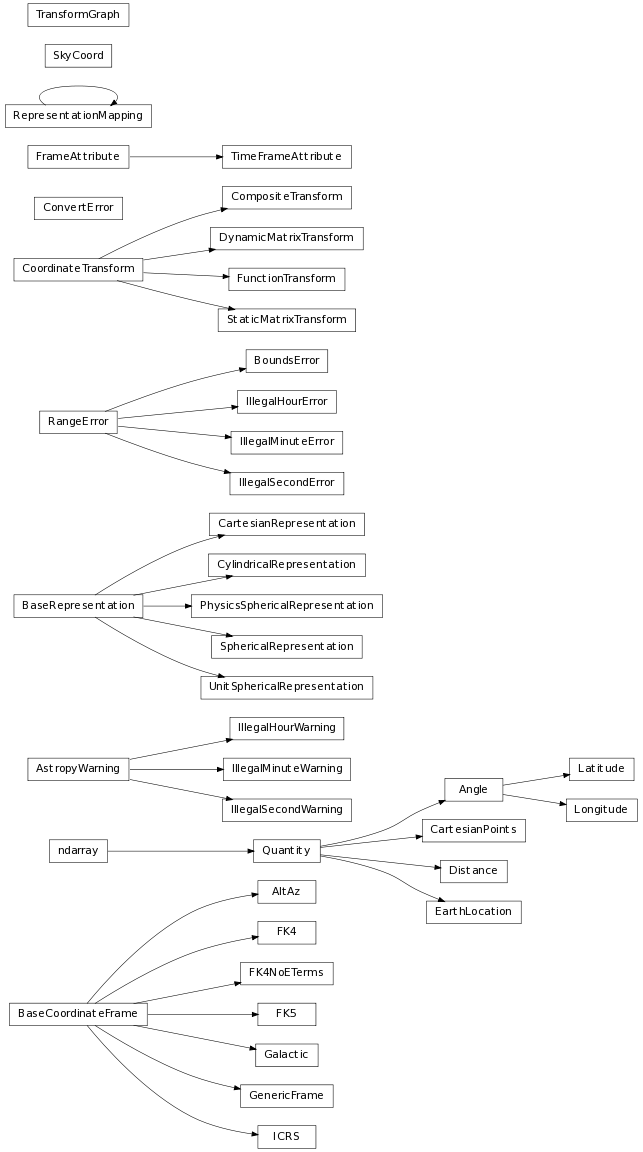 TransformGraph
SkyCoord
RepresentationMapping
FrameAttribute
TimeFrameAttribute
ConvertError
CompositeTransform
DynamicMatrixTransform
CoordinateTransform
FunctionTransform
StaticMatrixTransform
BoundsError
IllegalHourError
RangeError
IllegalMinuteError
IllegalSecondError
CartesianRepresentation
CylindricalRepresentation
BaseRepresentation
PhysicsSphericalRepresentation
SphericalRepresentation
UnitSphericalRepresentation
IllegalHourWarning
AstropyWarning
IllegalMinuteWarning
IllegalSecondWarning
Latitude
Angle
Longitude
CartesianPoints
ndarray
Quantity
Distance
EarthLocation
AltAz
FK4
FK4NoETerms
BaseCoordinateFrame
FK5
Galactic
GenericFrame
ICRS